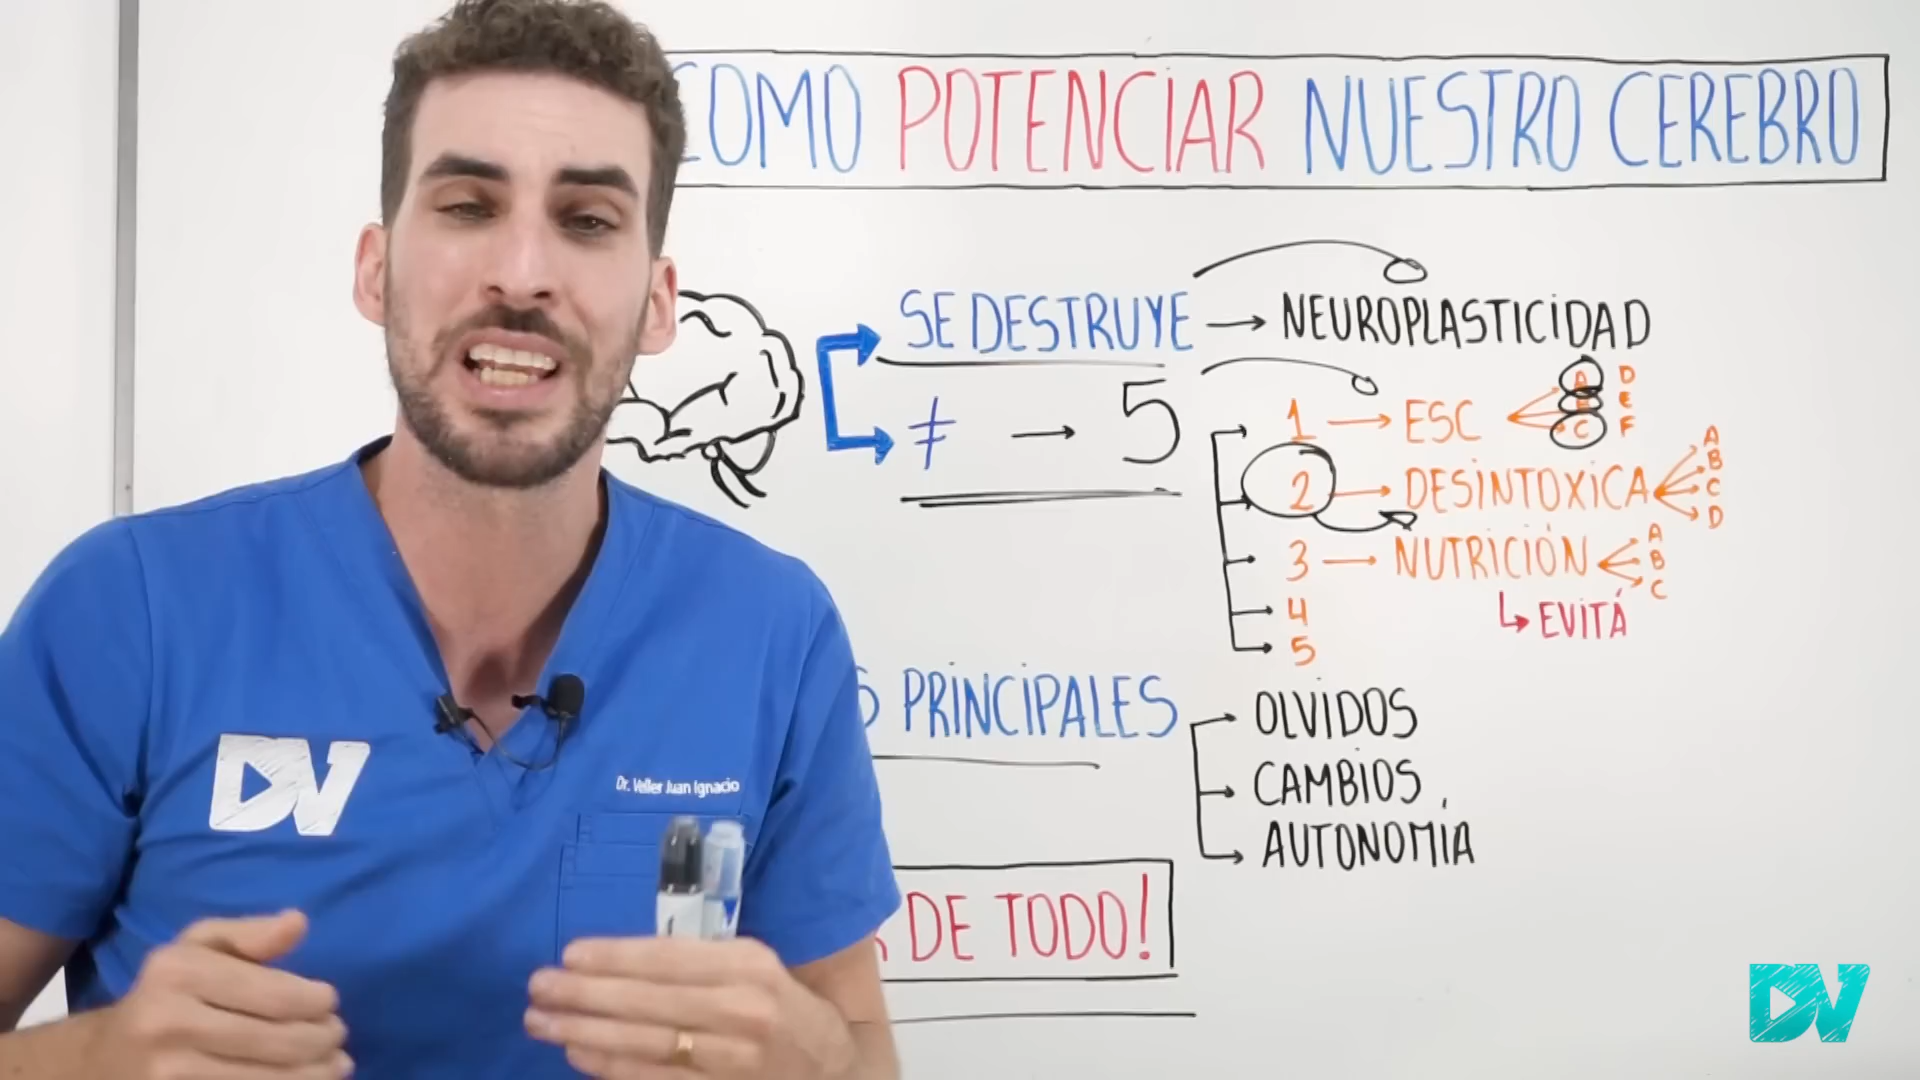 COMO POTENCIAR NUESTRO CEREBRO
SE DESTRUYE → NEUROPLASTICIDAD
≠ → 5
1 → ESC
A D
E
C F
2 → DESINTOXICA
A
B
C
D
3 → NUTRICIÓN
A
B
C
EVITÁ
4
5
PRINCIPALES
OLVIDOS
CAMBIOS
AUTONOMÍA
DE TODO!
DV
Dr. Veller Juan Ignacio
DV